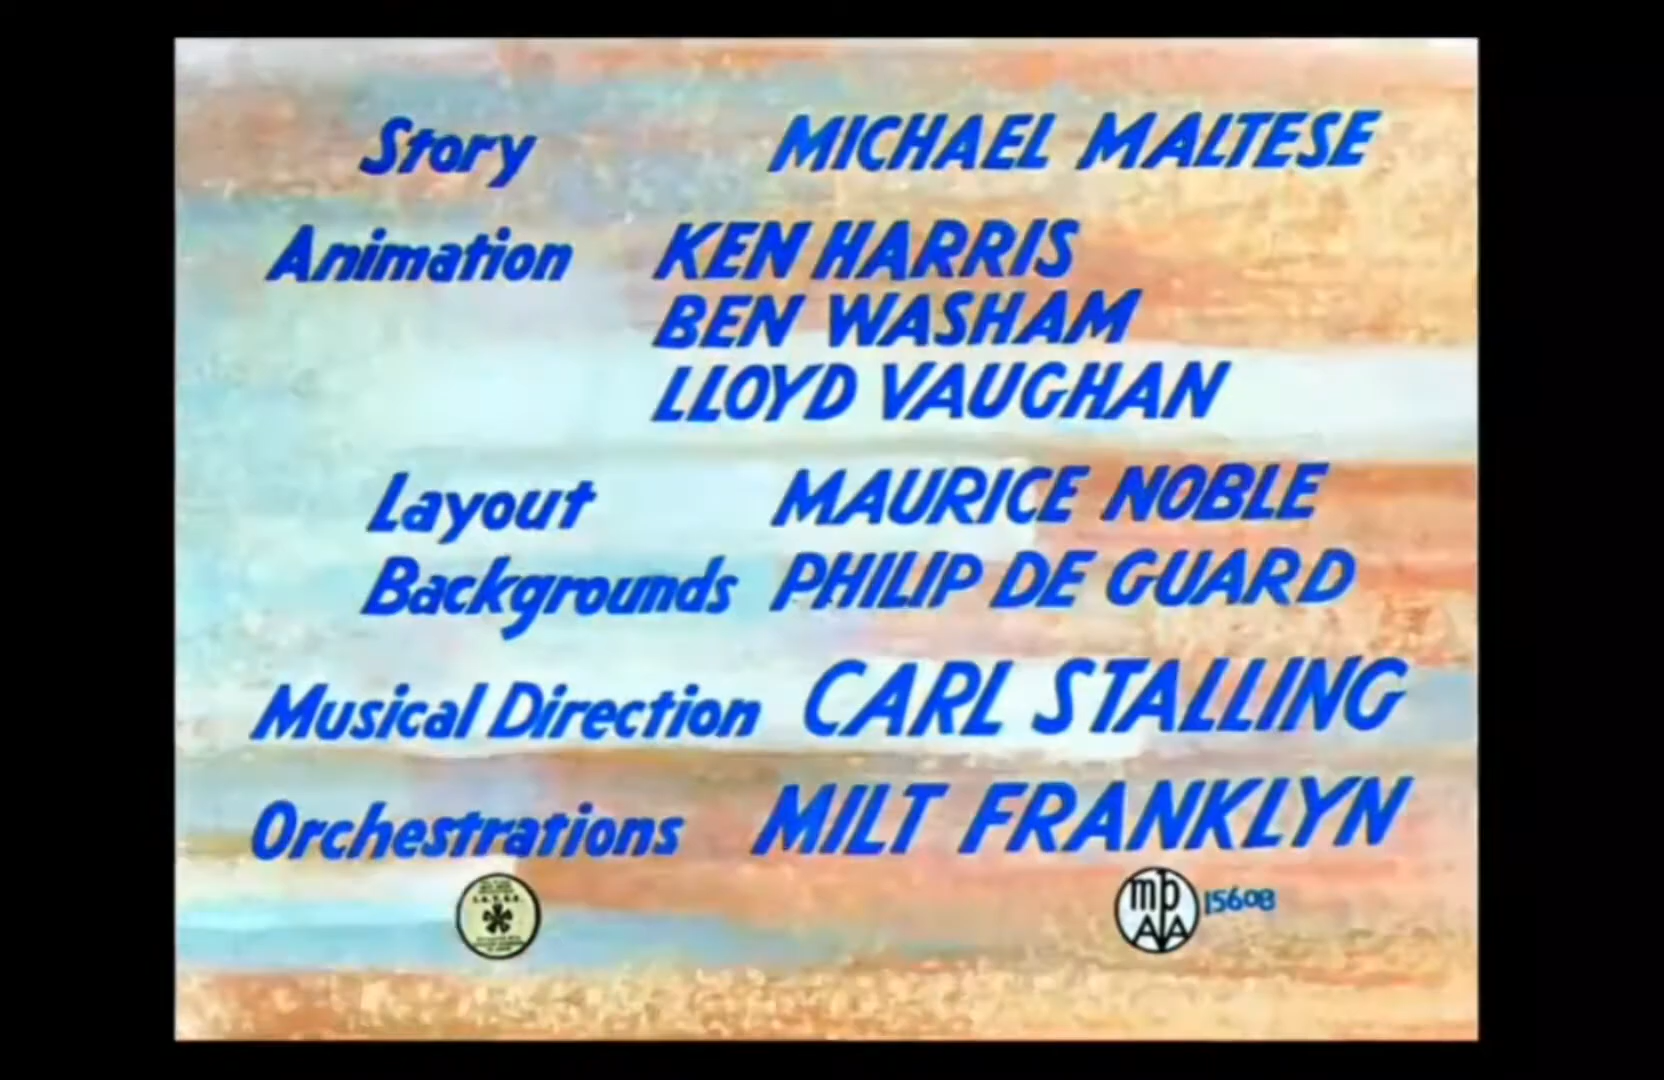 Story MICHAEL MALTESE
Animation KEN HARRIS
BEN WASHAM
LLOYD VAUGHAN
Layout MAURICE NOBLE
Backgrounds PHILIP DE GUARD
Musical Direction CARL STALLING
Orchestrations MILT FRANKLYN
I.A.T.S.E.
mpAA 15608